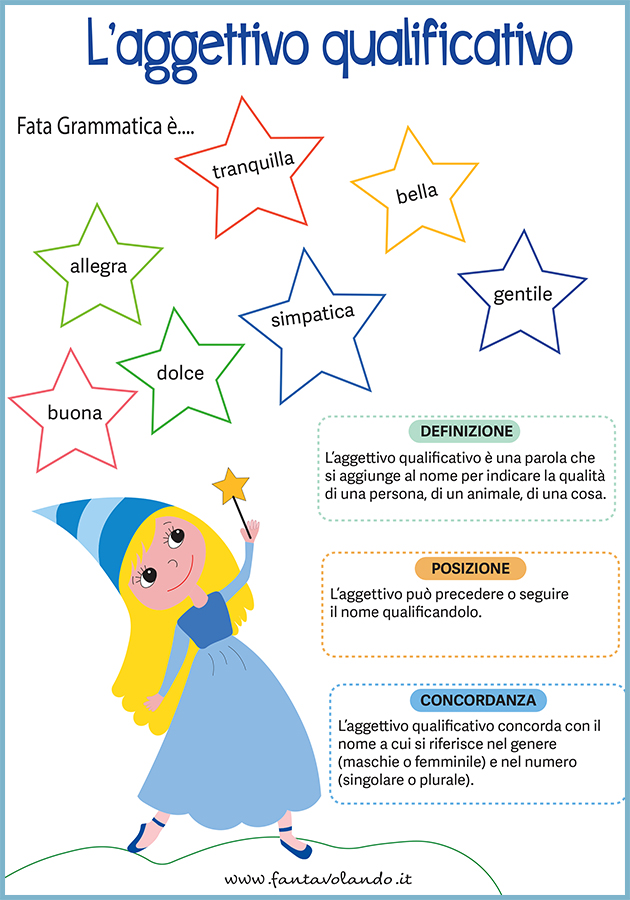 L'aggettivo qualificativo
Fata Grammatica è....
tranquilla
bella
allegra
gentile
simpatica
dolce
buona
DEFINIZIONE
L'aggettivo qualificativo è una parola che
si aggiunge al nome per indicare la qualità
di una persona, di un animale, di una cosa.
POSIZIONE
L'aggettivo può precedere o seguire
il nome qualificandolo.
CONCORDANZA
L'aggettivo qualificativo concorda con il
nome a cui si riferisce nel genere
(maschie o femminile) e nel numero
(singolare o plurale).
www.fantavolando.it